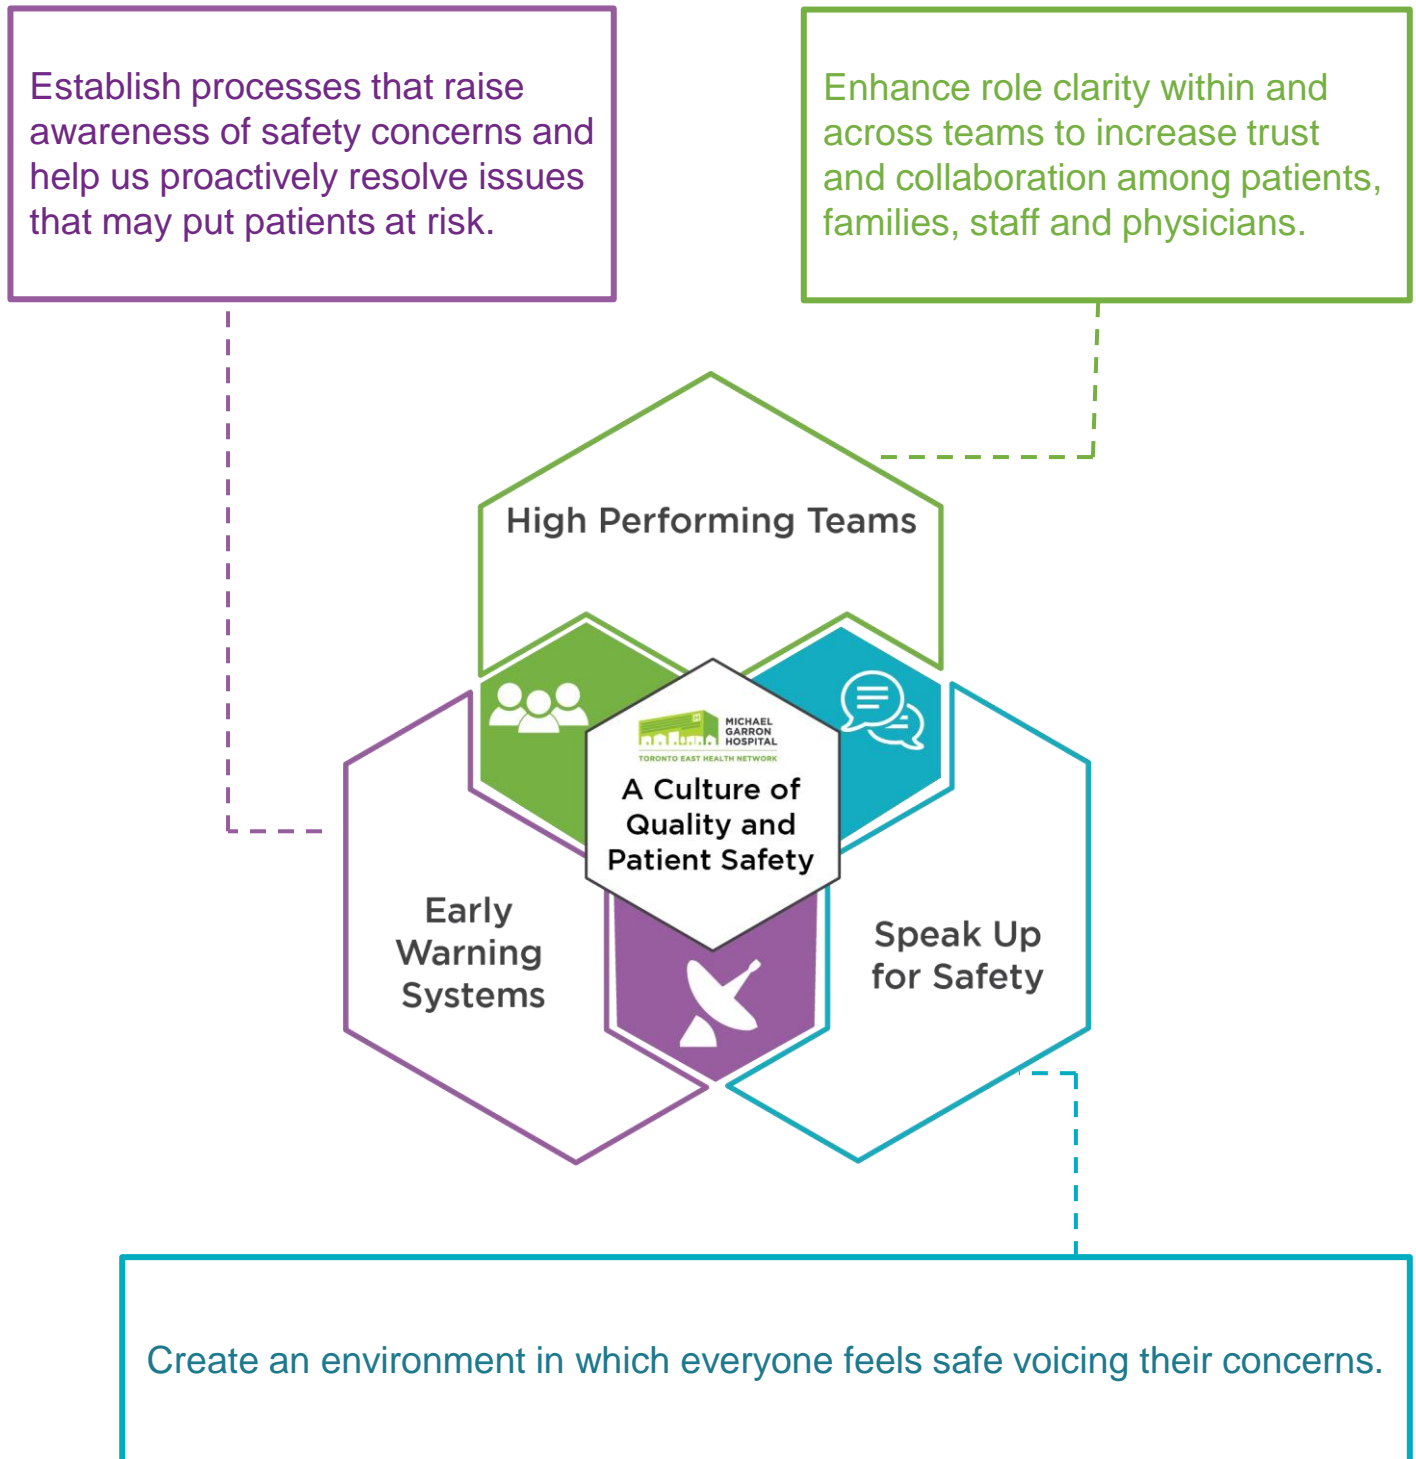 Establish processes that raise
awareness of safety concerns and
help us proactively resolve issues
that may put patients at risk.
Enhance role clarity within and
across teams to increase trust
and collaboration among patients,
families, staff and physicians.
High Performing Teams
H
MICHAEL
GARRON
HOSPITAL
TORONTO EAST HEALTH NETWORK
A Culture of
Quality and
Patient Safety
Early
Warning
Systems
Speak Up
for Safety
Create an environment in which everyone feels safe voicing their concerns.